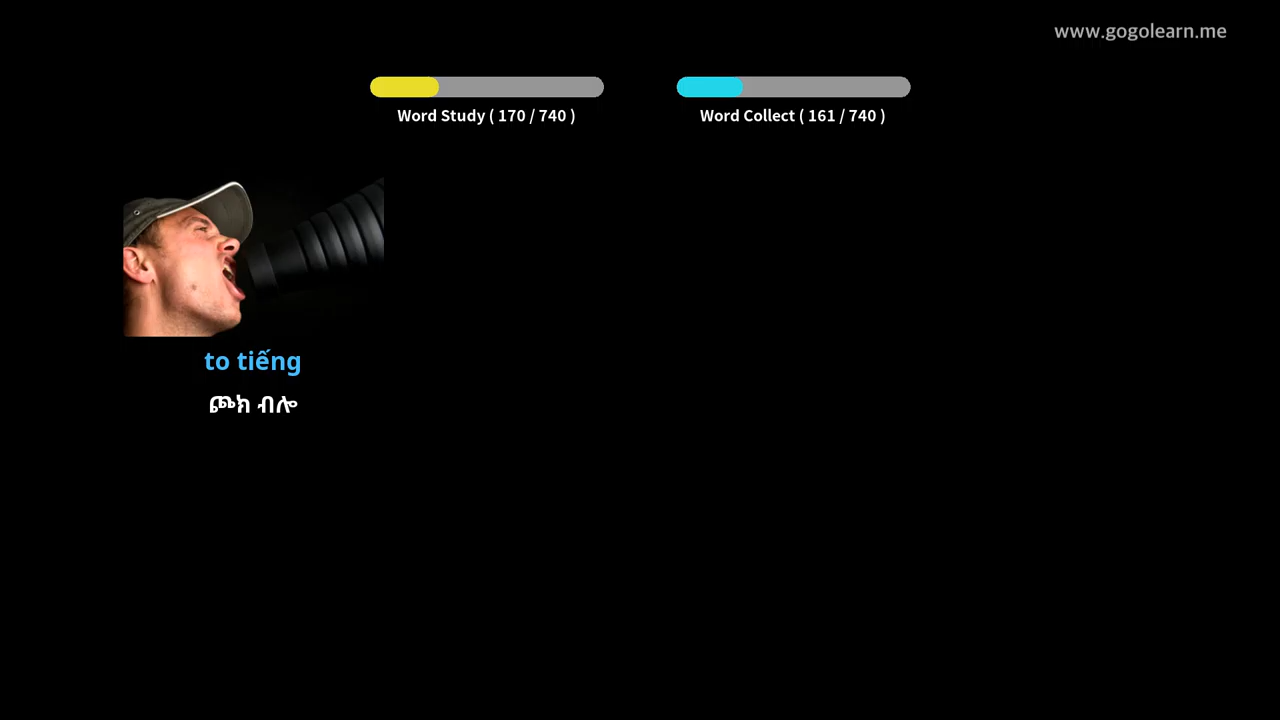 www.gogolearn.me
Word Study ( 170 / 740 )
Word Collect ( 161 / 740 )
to tiếng
ጮክ ብሎ